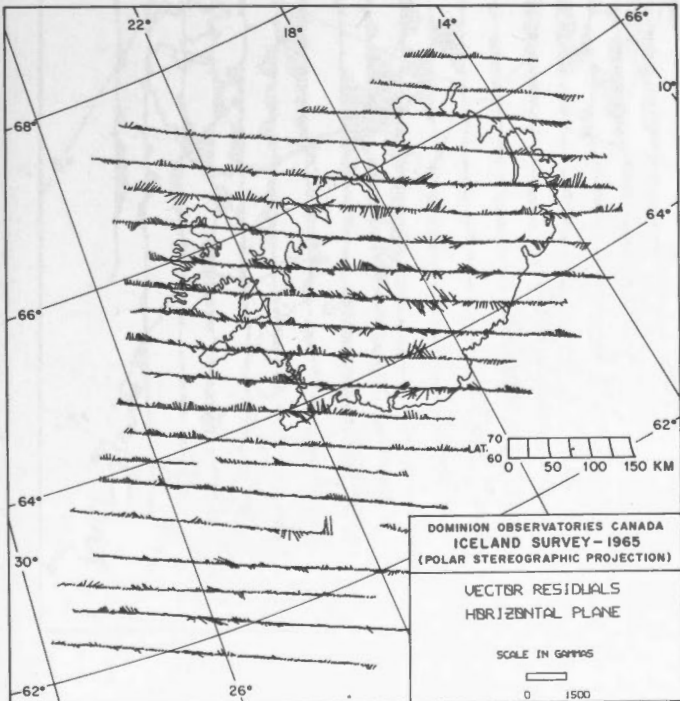 22°
18°
14°
66°
10°
68°
64°
66°
62°
LAT. 70
60
0 50 100 150 KM
64°
30°
62°
26°
DOMINION OBSERVATORIES CANADA
ICELAND SURVEY-1965
(POLAR STEREOGRAPHIC PROJECTION)
VECTOR RESIDUALS
HORIZONTAL PLANE
SCALE IN GAMMAS
0 1500